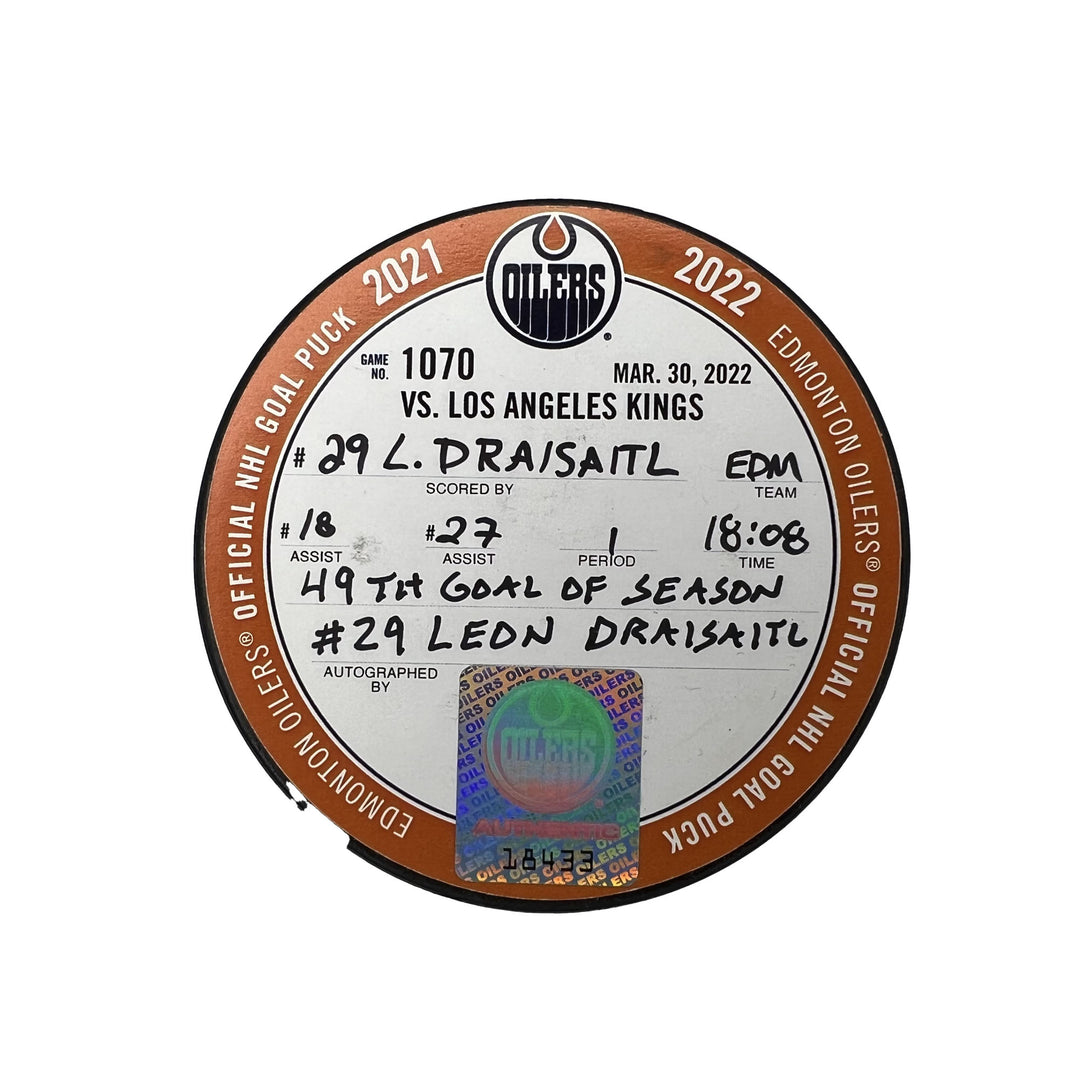 EDMONTON OILERS® OFFICIAL NHL GOAL PUCK 2021
2022 EDMONTON OILERS® OFFICIAL NHL GOAL PUCK
OILERS®
GAME NO. 1070 MAR. 30, 2022
VS. LOS ANGELES KINGS
# 29 L. DRAISAITL EDM
SCORED BY TEAM
# 18 # 27 1 18:08
ASSIST ASSIST PERIOD TIME
49TH GOAL OF SEASON
#29 LEON DRAISAITL
AUTOGRAPHED
BY
OILERS
AUTHENTIC
18433